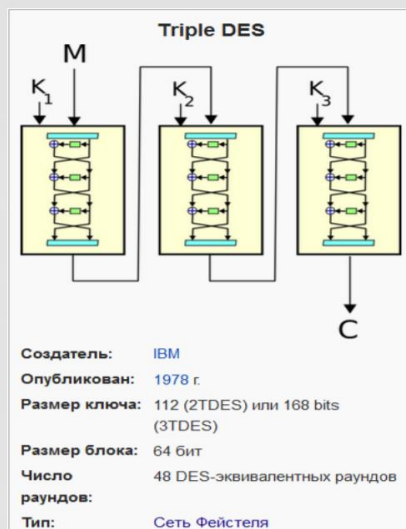 Triple DES
M
K1
K2
K3
C
Создатель: IBM
Опубликован: 1978 г.
Размер ключа: 112 (2TDES) или 168 bits
(3TDES)
Размер блока: 64 бит
Число 48 DES-эквивалентных раундов
раундов:
Тип: Сеть Фейстеля